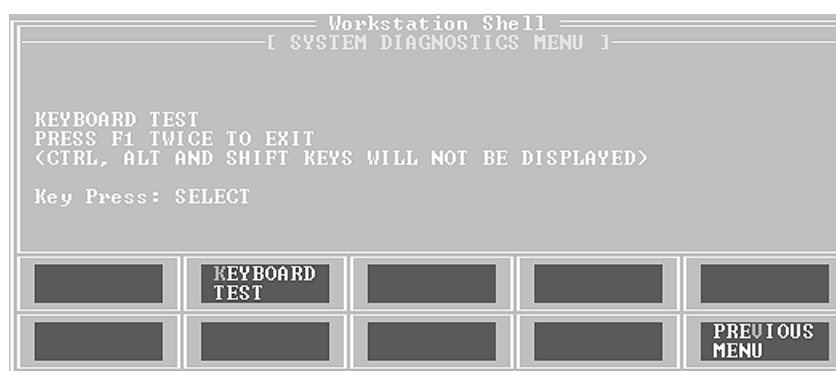 Workstation Shell
[ SYSTEM DIAGNOSTICS MENU ]
KEYBOARD TEST
PRESS F1 TWICE TO EXIT
<CTRL, ALT AND SHIFT KEYS WILL NOT BE DISPLAYED>
Key Press: SELECT
KEYBOARD
TEST
PREVIOUS
MENU